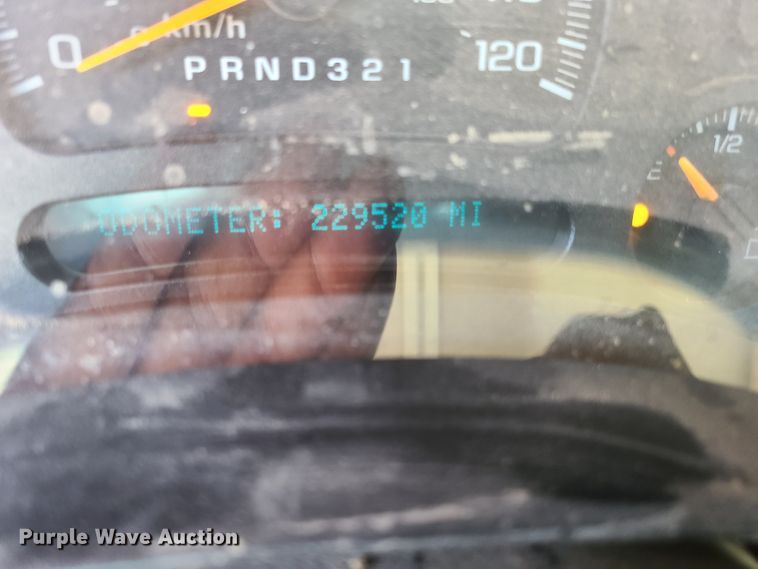 km/h
0
120
PRND321
1/2
ODOMETER: 229520 MI
Purple Wave Auction